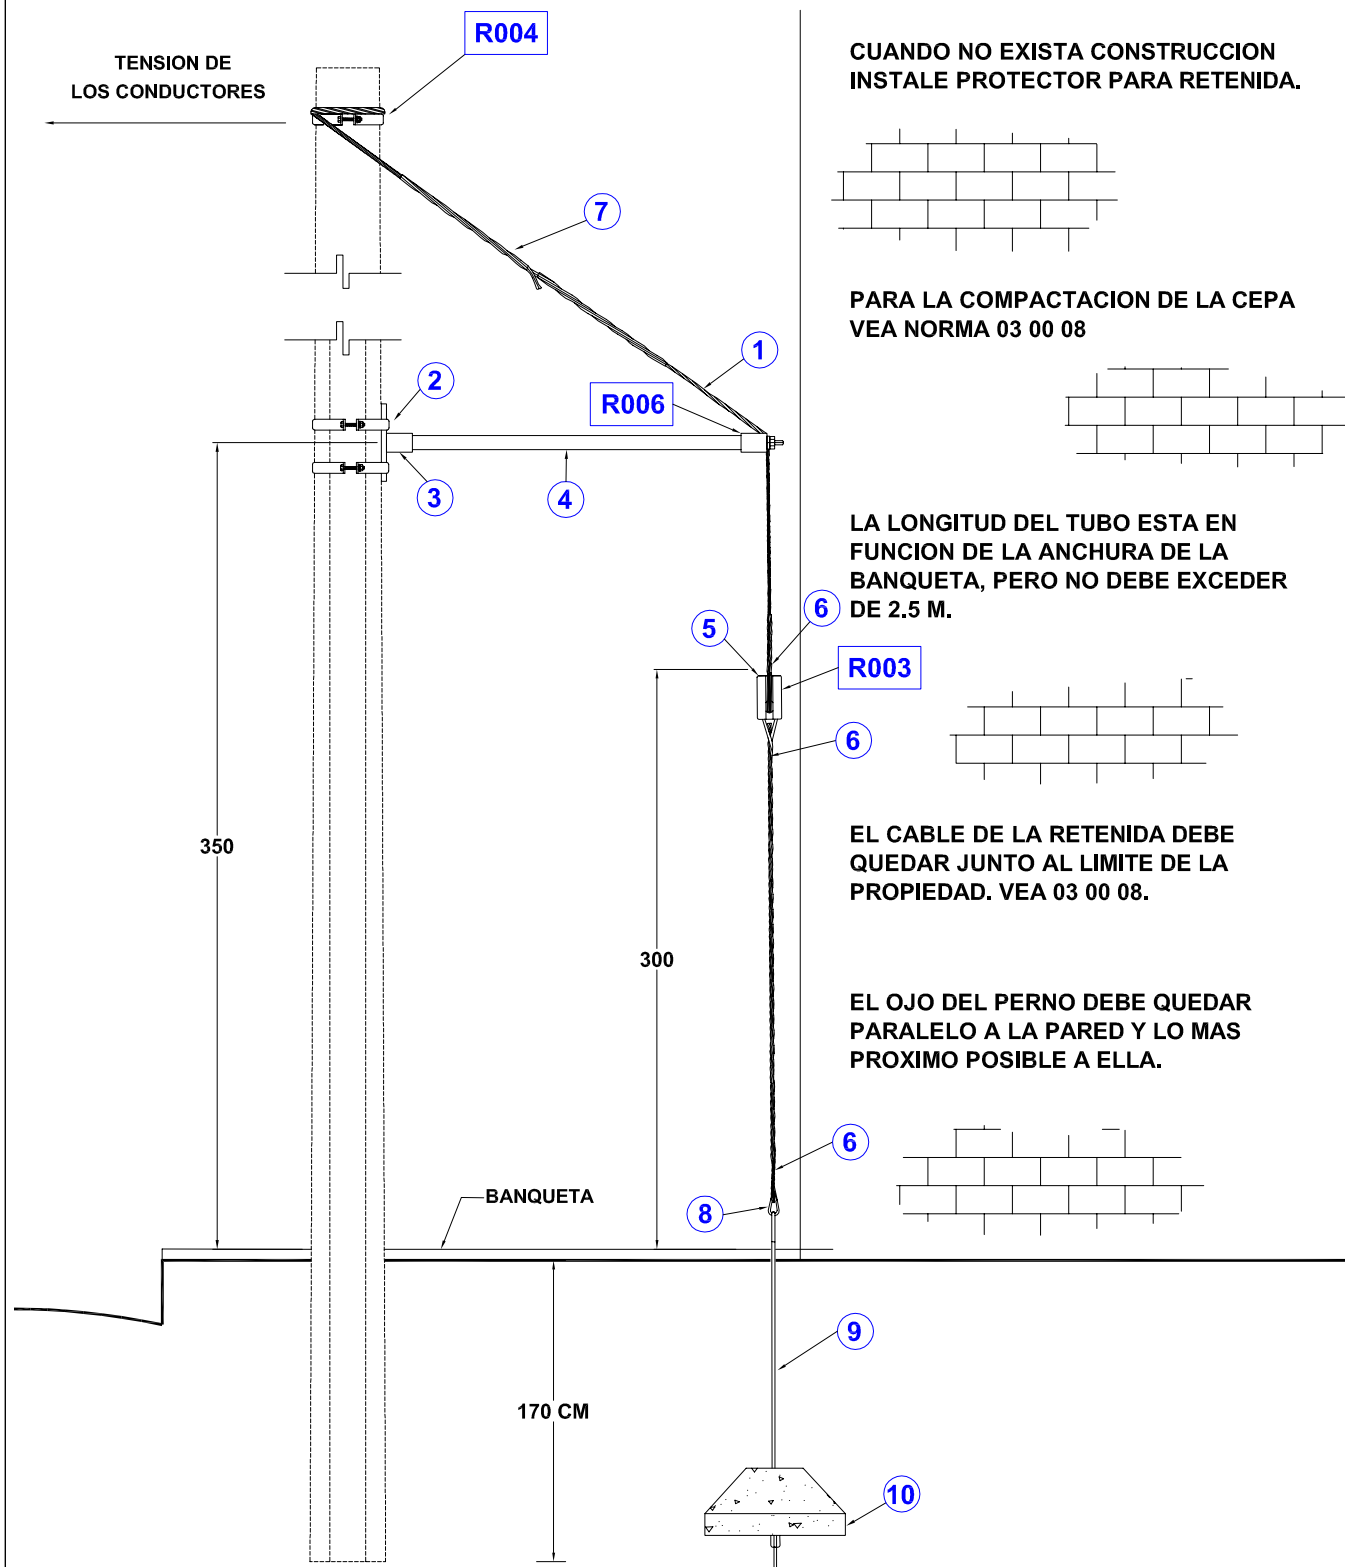 R004
TENSION DE
LOS CONDUCTORES
CUANDO NO EXISTA CONSTRUCCION
INSTALE PROTECTOR PARA RETENIDA.
7
PARA LA COMPACTACION DE LA CEPA
VEA NORMA 03 00 08
1
2
R006
3
4
LA LONGITUD DEL TUBO ESTA EN
FUNCION DE LA ANCHURA DE LA
BANQUETA, PERO NO DEBE EXCEDER
DE 2.5 M.
6
5
R003
6
350
EL CABLE DE LA RETENIDA DEBE
QUEDAR JUNTO AL LIMITE DE LA
PROPIEDAD. VEA 03 00 08.
300
EL OJO DEL PERNO DEBE QUEDAR
PARALELO A LA PARED Y LO MAS
PROXIMO POSIBLE A ELLA.
6
BANQUETA
8
9
170 CM
10